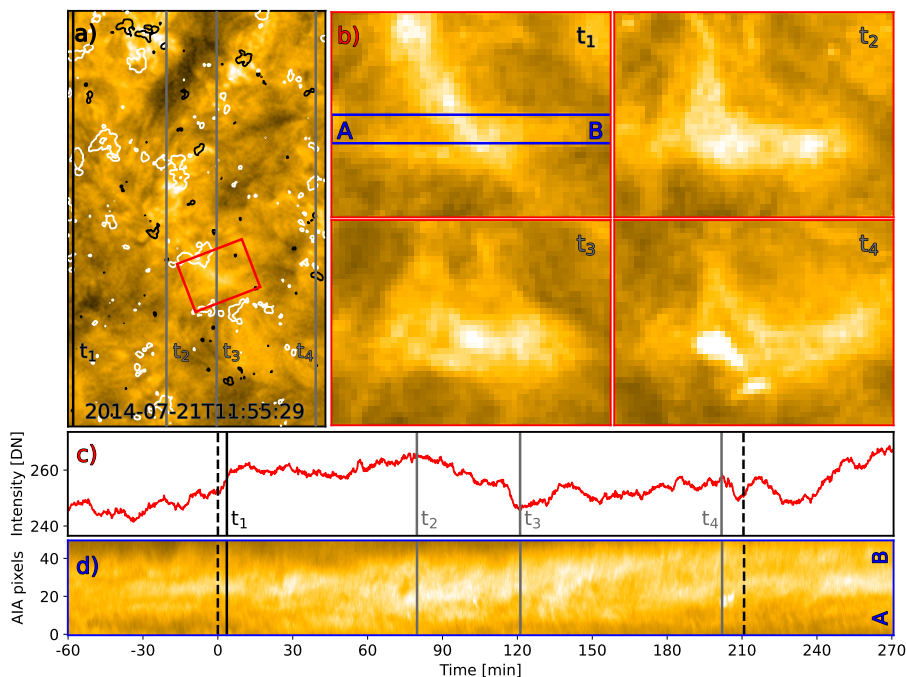 a)
t1
t2
t3
t4
2014-07-21T11:55:29
b)
t1
A
B
t2
t3
t4
Intensity [DN]
260
240
c)
t1
t2
t3
t4
AIA pixels
40
20
0
d)
B
A
-60
-30
0
30
60
90
120
150
180
210
240
270
Time [min]